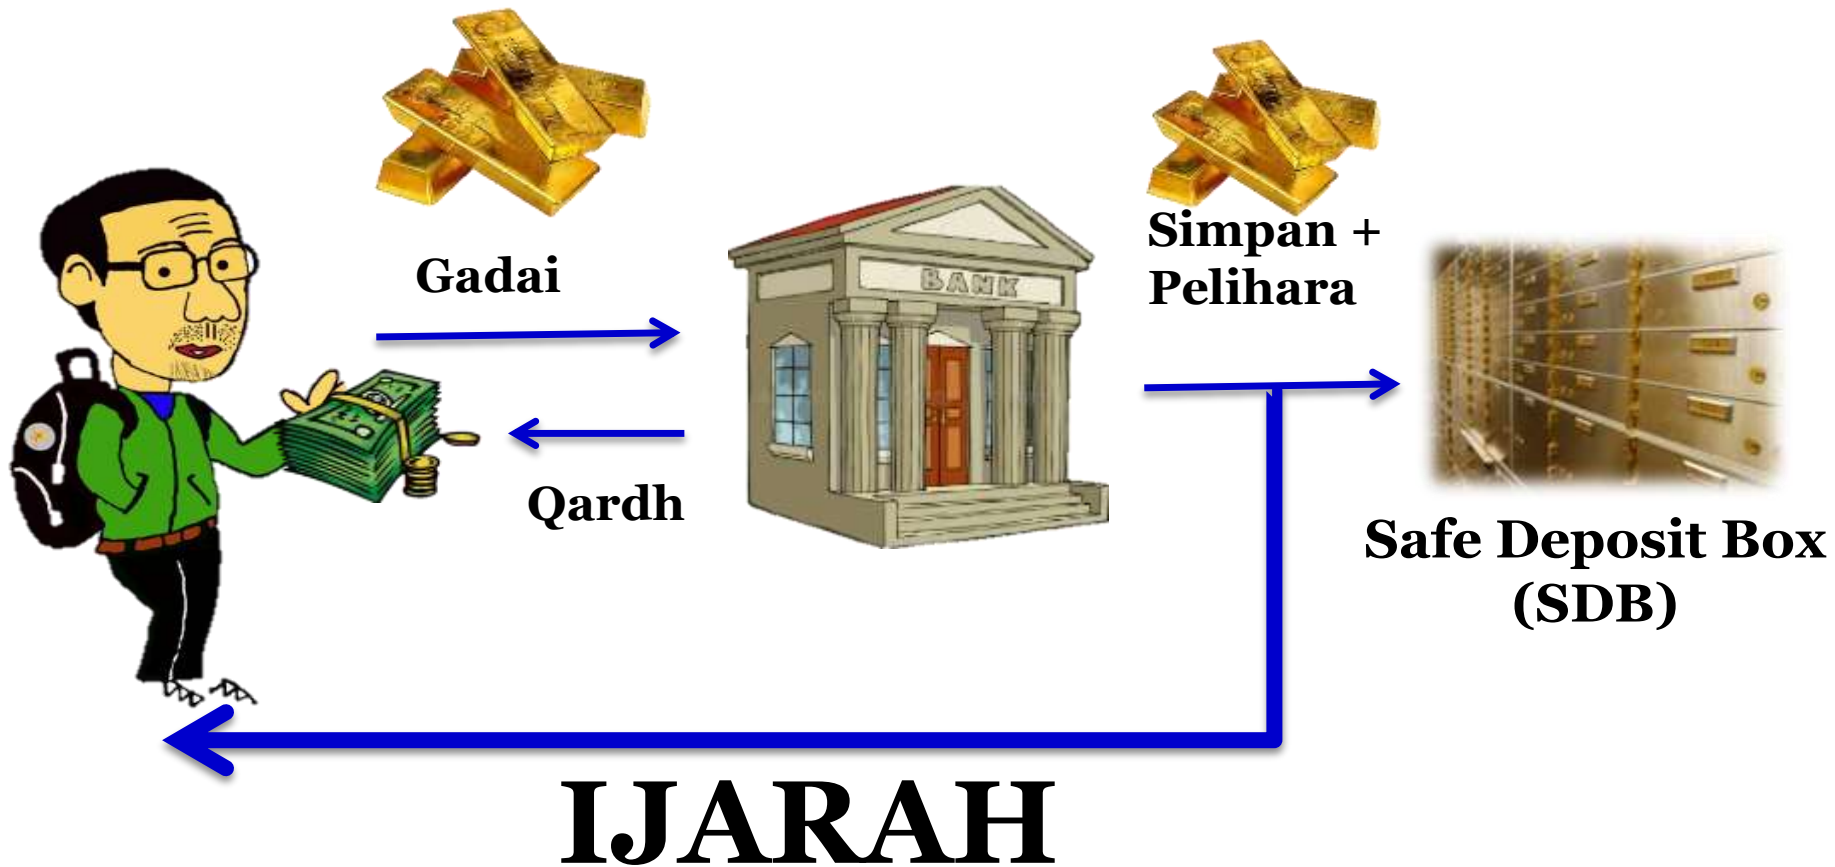 Gadai
Qardh
BANK
Simpan +
Pelihara
Safe Deposit Box
(SDB)
IJARAH